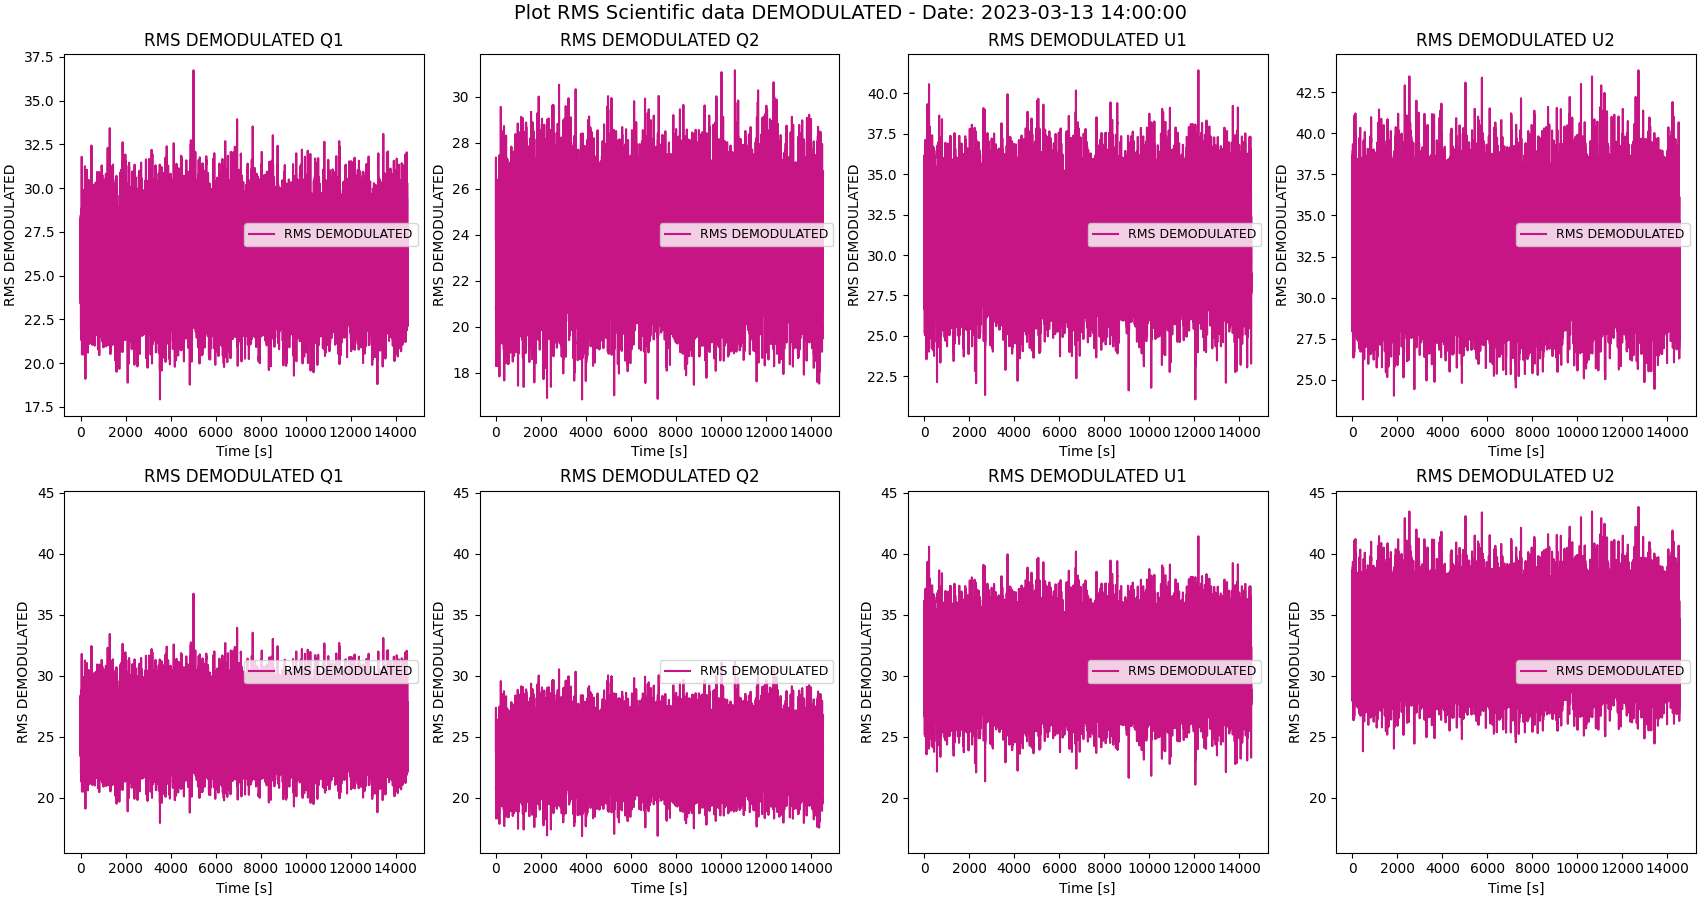 Plot RMS Scientific data DEMODULATED - Date: 2023-03-13 14:00:00
RMS DEMODULATED Q1
RMS DEMODULATED
37.5
35.0
32.5
30.0
27.5
25.0
22.5
20.0
17.5
RMS DEMODULATED
0 2000 4000 6000 8000 10000 12000 14000
Time [s]
RMS DEMODULATED Q2
RMS DEMODULATED
30
28
26
24
22
20
18
RMS DEMODULATED
0 2000 4000 6000 8000 10000 12000 14000
Time [s]
RMS DEMODULATED U1
RMS DEMODULATED
40.0
37.5
35.0
32.5
30.0
27.5
25.0
22.5
RMS DEMODULATED
0 2000 4000 6000 8000 10000 12000 14000
Time [s]
RMS DEMODULATED U2
RMS DEMODULATED
42.5
40.0
37.5
35.0
32.5
30.0
27.5
25.0
RMS DEMODULATED
0 2000 4000 6000 8000 10000 12000 14000
Time [s]
RMS DEMODULATED Q1
RMS DEMODULATED
45
40
35
30
25
20
RMS DEMODULATED
0 2000 4000 6000 8000 10000 12000 14000
Time [s]
RMS DEMODULATED Q2
RMS DEMODULATED
45
40
35
30
25
20
RMS DEMODULATED
0 2000 4000 6000 8000 10000 12000 14000
Time [s]
RMS DEMODULATED U1
RMS DEMODULATED
45
40
35
30
25
20
RMS DEMODULATED
0 2000 4000 6000 8000 10000 12000 14000
Time [s]
RMS DEMODULATED U2
RMS DEMODULATED
45
40
35
30
25
20
RMS DEMODULATED
0 2000 4000 6000 8000 10000 12000 14000
Time [s]